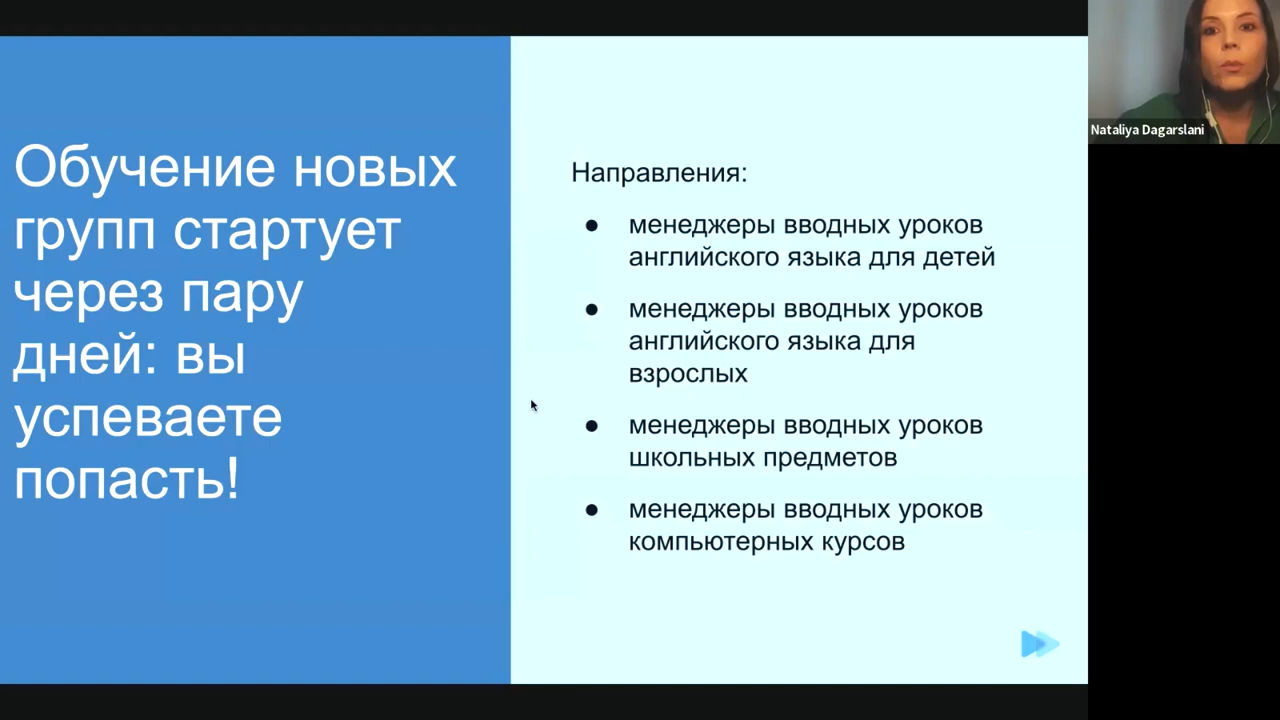 Обучение новых
групп стартует
через пару
дней: вы
успеваете
попасть!
Направления:
● менеджеры вводных уроков
английского языка для детей
● менеджеры вводных уроков
английского языка для
взрослых
● менеджеры вводных уроков
школьных предметов
● менеджеры вводных уроков
компьютерных курсов
Nataliya Dagarslani